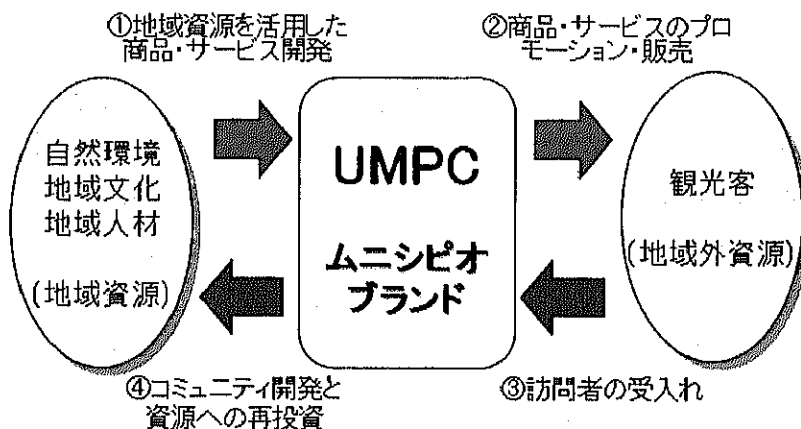 ①地域資源を活用した
商品・サービス開発
②商品・サービスのプロ
モーション・販売
自然環境
地域文化
地域人材
(地域資源)
UMPC
ムニシピオ
ブランド
観光客
(地域外資源)
④コミュニティ開発と
資源への再投資
③訪問者の受入れ